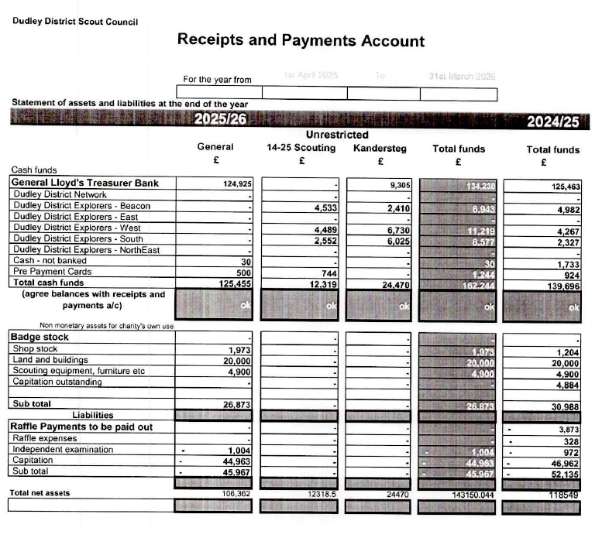 Dudley District Scout Council
Receipts and Payments Account
For the year from 1st April 2025 To 31st March 2026
Statement of assets and liabilities at the end of the year
2025/26 2024/25
Unrestricted
General 14-25 Scouting Kandersteg Total funds Total funds
£ £ £ £ £
Cash funds
General Lloyd's Treasurer Bank 124,925 - 9,305 134,230 125,463
Dudley District Network - - - - -
Dudley District Explorers - Beacon - 4,533 2,410 6,943 4,982
Dudley District Explorers - East - - - - -
Dudley District Explorers - West - 4,489 6,730 11,219 4,267
Dudley District Explorers - South - 2,552 6,025 8,577 2,327
Dudley District Explorers - NorthEast - - - - -
Cash - not banked 30 - - 30 1,733
Pre Payment Cards 500 744 - 1,244 924
Total cash funds 125,455 12,319 24,470 162,244 139,696
(agree balances with receipts and payments a/c) ok ok ok ok ok
Non monetary assets for charity's own use
Badge stock - - - - -
Shop stock 1,973 - - 1,973 1,204
Land and buildings 20,000 - - 20,000 20,000
Scouting equipment, furniture etc 4,900 - - 4,900 4,900
Capitation outstanding - - - - 4,884
Sub total 26,873 - - 26,873 30,988
Liabilities
Raffle Payments to be paid out - - - - - 3,873
Raffle expenses - - - - - 328
Independent examination - 1,004 - - - 1,004 - 972
Capitation - 44,963 - - - 44,963 - 46,962
Sub total - 45,967 - - - 45,967 - 52,135
Total net assets 106,362 12318.5 24470 143150.044 118549